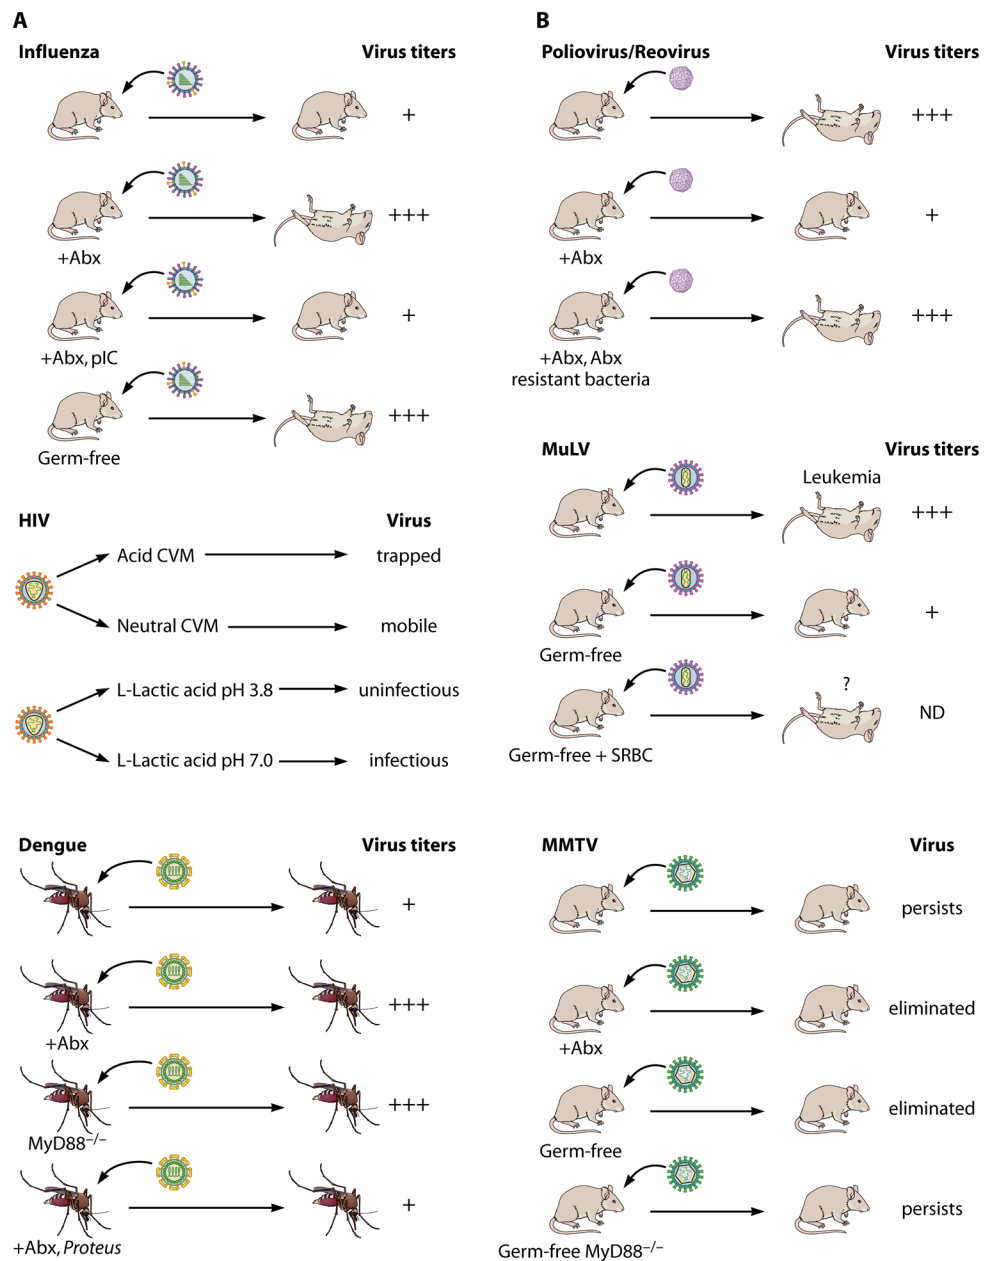 A
Influenza Virus titers
+
+++
+Abx
+
+Abx, pIC
+++
Germ-free
HIV Virus
Acid CVM trapped
Neutral CVM mobile
L-Lactic acid pH 3.8 uninfectious
L-Lactic acid pH 7.0 infectious
Dengue Virus titers
+
+++
+Abx
+++
MyD88–/–
+
+Abx, Proteus
B
Poliovirus/Reovirus Virus titers
+++
+
+Abx
+++
+Abx, Abx
resistant bacteria
MuLV Virus titers
Leukemia
+++
+
Germ-free
?
ND
Germ-free + SRBC
MMTV Virus
persists
eliminated
+Abx
eliminated
Germ-free
persists
Germ-free MyD88–/–